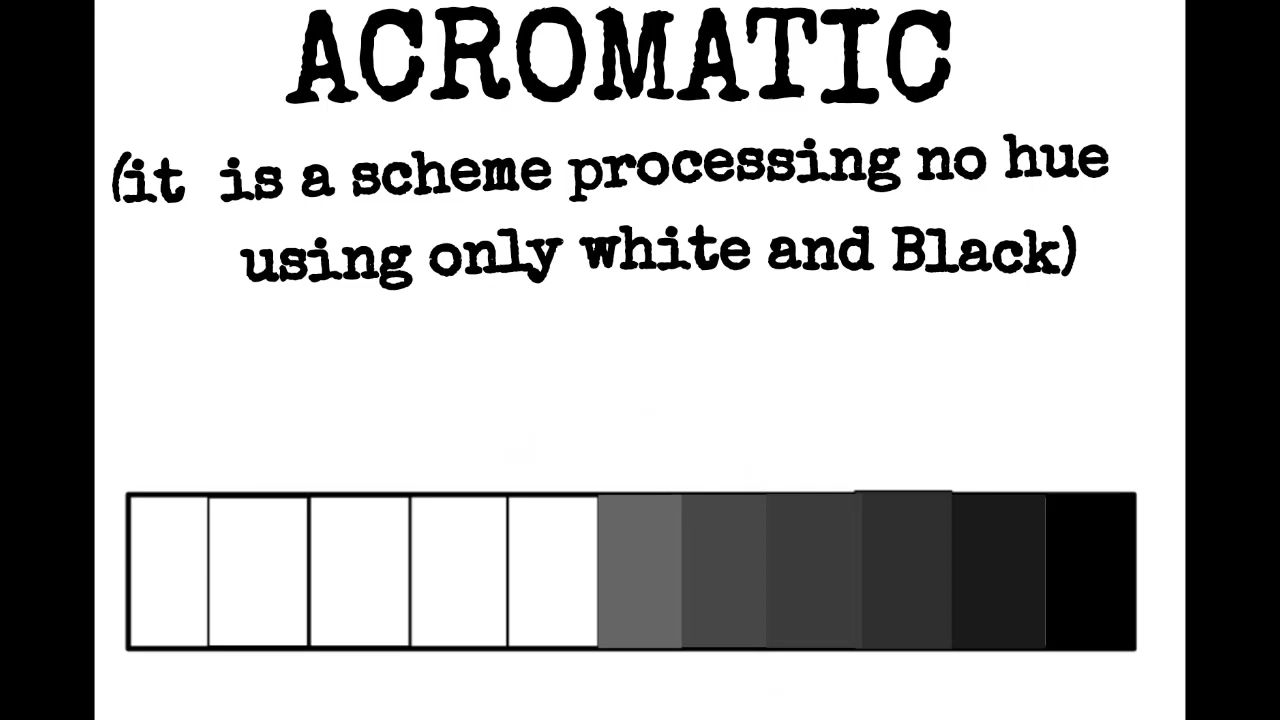 ACROMATIC
(it is a scheme processing no hue
using only white and Black)